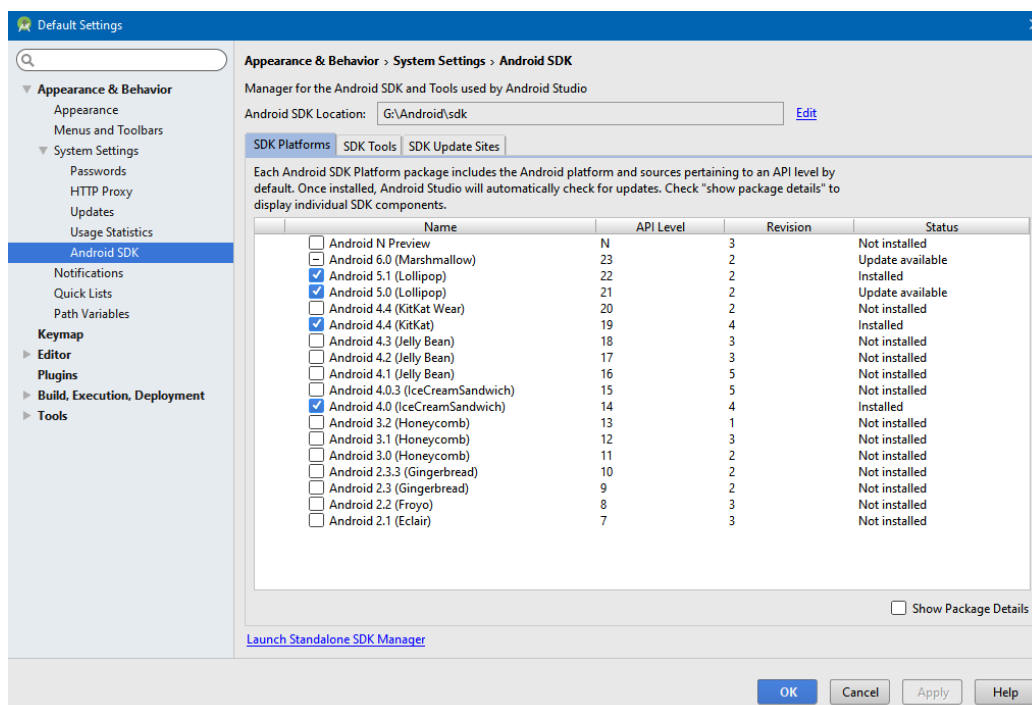 Default Settings
Appearance & Behavior › System Settings › Android SDK
Appearance & Behavior
Appearance
Menus and Toolbars
System Settings
Passwords
HTTP Proxy
Updates
Usage Statistics
Android SDK
Notifications
Quick Lists
Path Variables
Keymap
Editor
Plugins
Build, Execution, Deployment
Tools
Manager for the Android SDK and Tools used by Android Studio
Android SDK Location: G:\Android\sdk Edit
SDK Platforms SDK Tools SDK Update Sites
Each Android SDK Platform package includes the Android platform and sources pertaining to an API level by
default. Once installed, Android Studio will automatically check for updates. Check "show package details" to
display individual SDK components.
Name API Level Revision Status
Android N Preview N 3 Not installed
Android 6.0 (Marshmallow) 23 2 Update available
Android 5.1 (Lollipop) 22 2 Installed
Android 5.0 (Lollipop) 21 2 Update available
Android 4.4 (KitKat Wear) 20 2 Not installed
Android 4.4 (KitKat) 19 4 Installed
Android 4.3 (Jelly Bean) 18 3 Not installed
Android 4.2 (Jelly Bean) 17 3 Not installed
Android 4.1 (Jelly Bean) 16 5 Not installed
Android 4.0.3 (IceCreamSandwich) 15 5 Not installed
Android 4.0 (IceCreamSandwich) 14 4 Installed
Android 3.2 (Honeycomb) 13 1 Not installed
Android 3.1 (Honeycomb) 12 3 Not installed
Android 3.0 (Honeycomb) 11 2 Not installed
Android 2.3.3 (Gingerbread) 10 2 Not installed
Android 2.3 (Gingerbread) 9 2 Not installed
Android 2.2 (Froyo) 8 3 Not installed
Android 2.1 (Eclair) 7 3 Not installed
Show Package Details
Launch Standalone SDK Manager
OK Cancel Apply Help